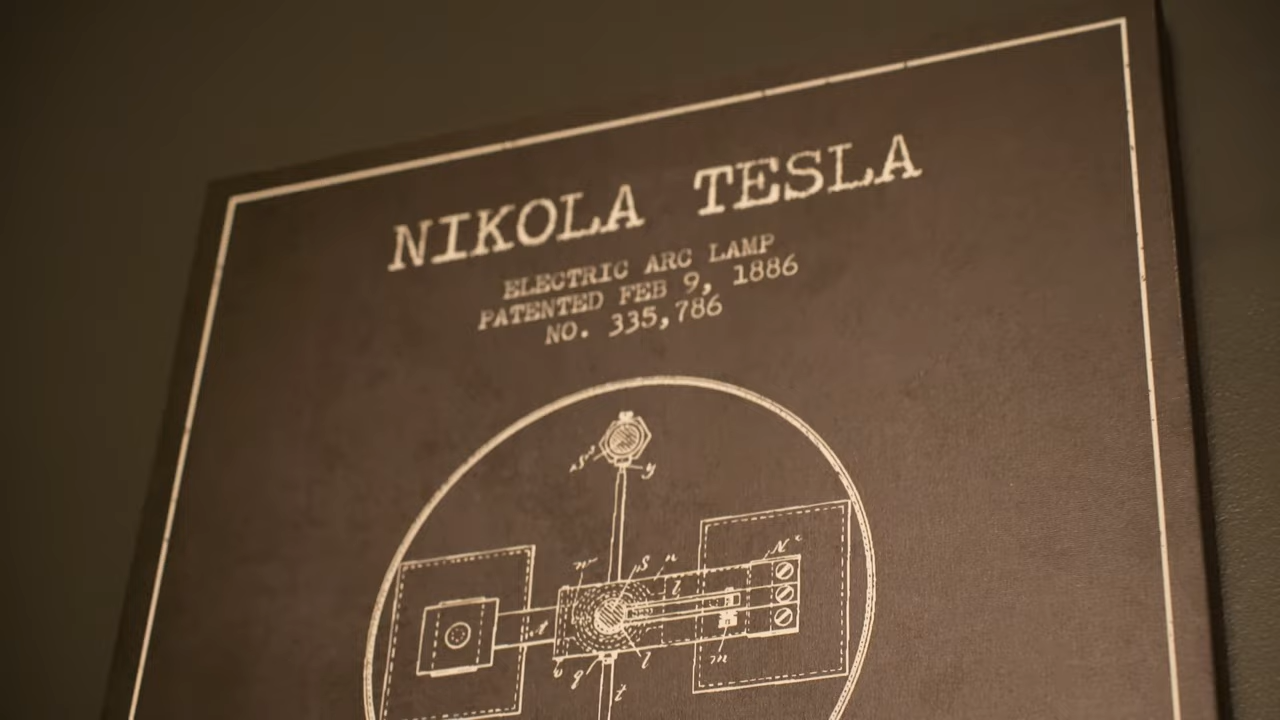 NIKOLA TESLA
ELECTRIC ARC LAMP
PATENTED FEB 9, 1886
NO. 335,786
y
S
n
N
l
t
m
l
g
t